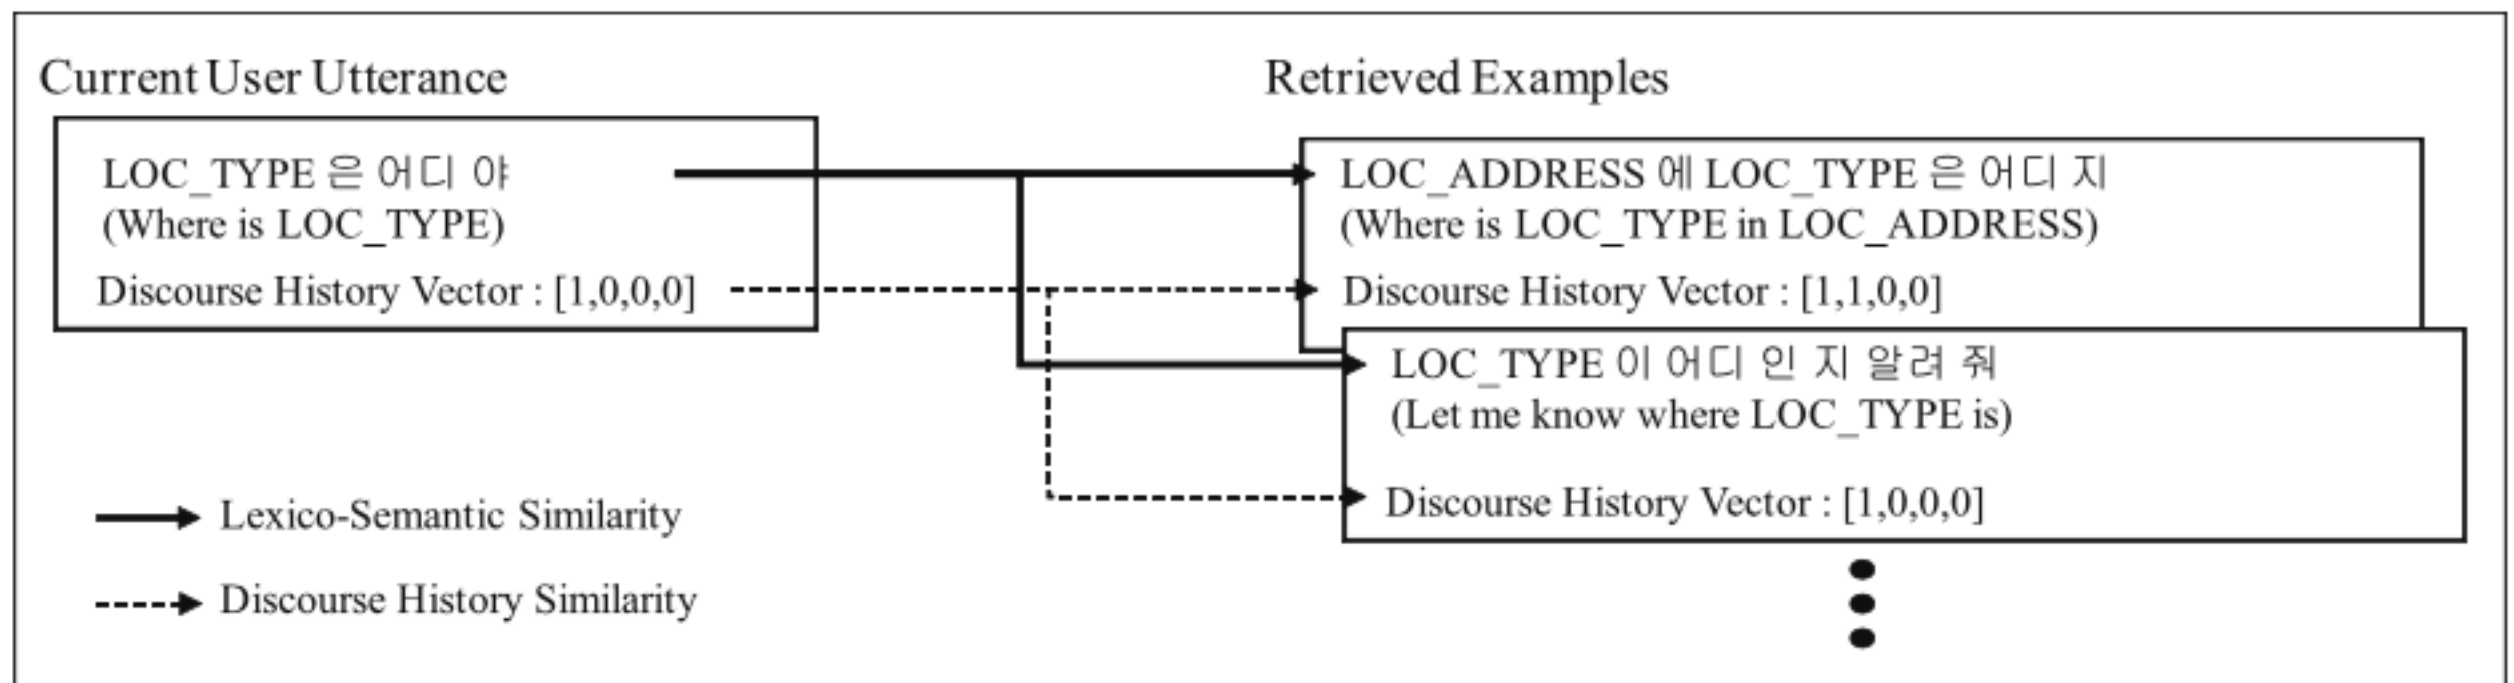 Current User Utterance
LOC_TYPE 은 어디 야
(Where is LOC_TYPE)
Discourse History Vector : [1,0,0,0]
Retrieved Examples
LOC_ADDRESS 에 LOC_TYPE 은 어디 지
(Where is LOC_TYPE in LOC_ADDRESS)
Discourse History Vector : [1,1,0,0]
LOC_TYPE 이 어디 인 지 알려 줘
(Let me know where LOC_TYPE is)
Discourse History Vector : [1,0,0,0]
Lexico-Semantic Similarity
Discourse History Similarity